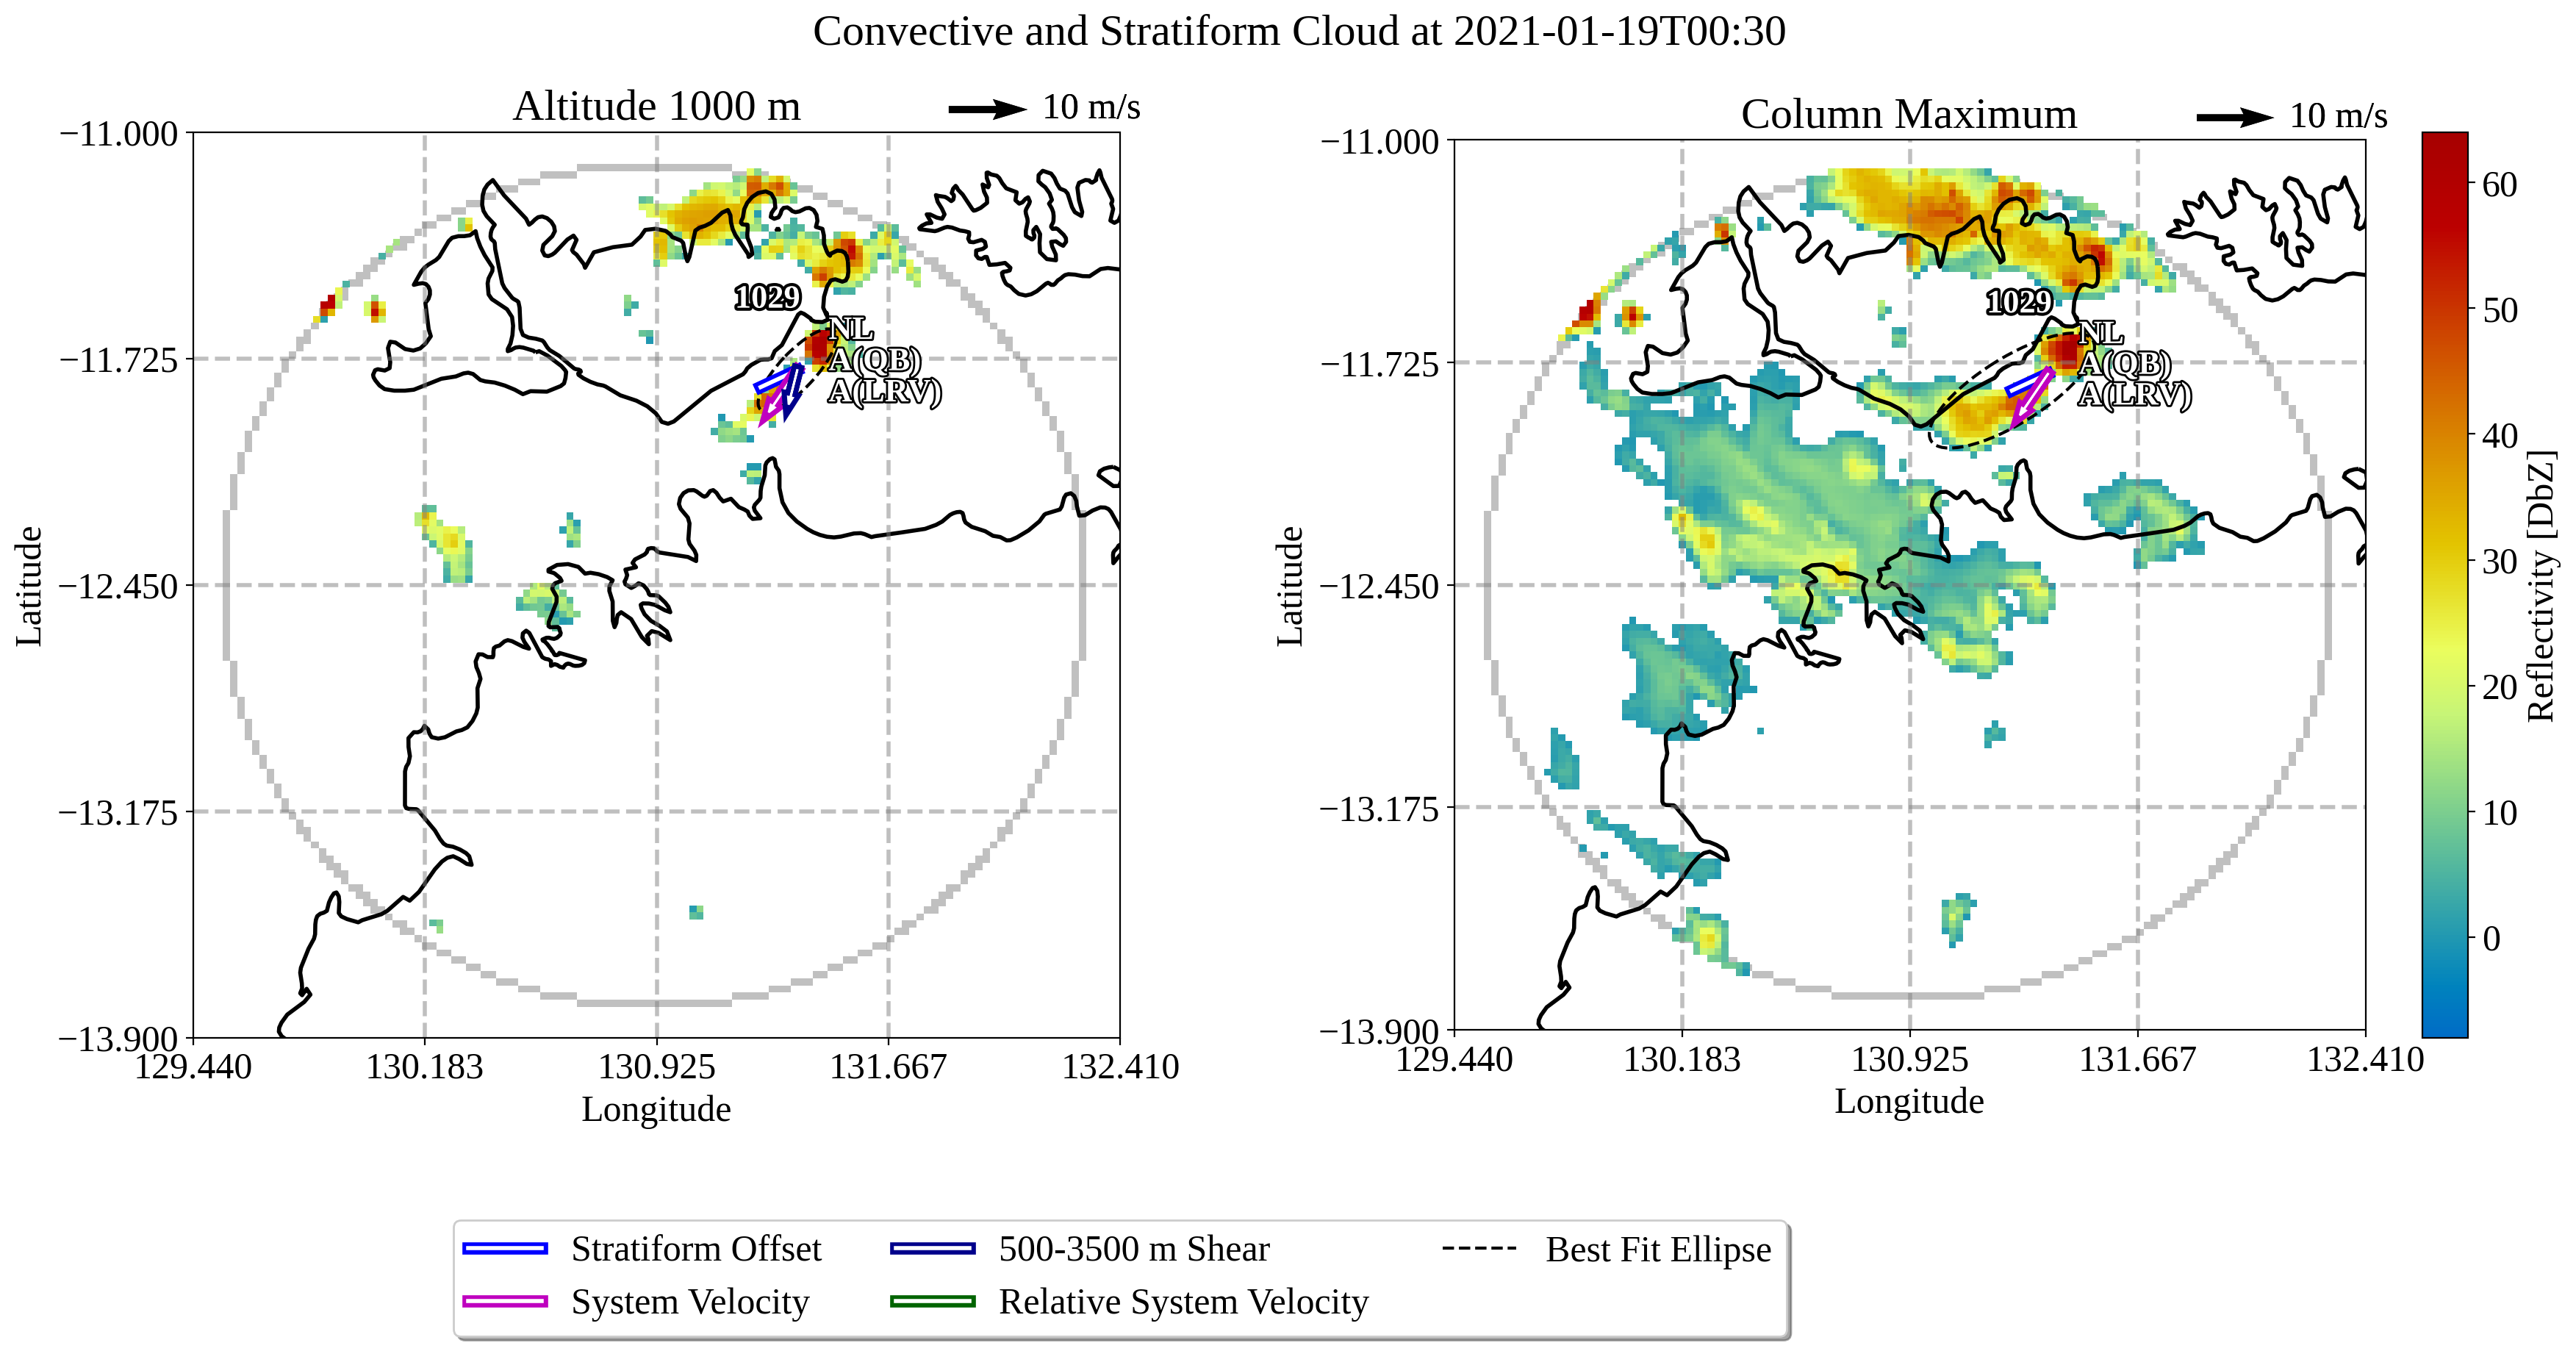 Convective and Stratiform Cloud at 2021-01-19T00:30
Altitude 1000 m
10 m/s
−11.000
−11.725
−12.450
−13.175
−13.900
129.440
130.183
130.925
131.667
132.410
Latitude
Longitude
1029
NL
A(QB)
A(LRV)
Column Maximum
10 m/s
−11.000
−11.725
−12.450
−13.175
−13.900
129.440
130.183
130.925
131.667
132.410
Latitude
Longitude
1029
NL
A(QB)
A(LRV)
60
50
40
30
20
10
0
Reflectivity [DbZ]
Stratiform Offset
System Velocity
500-3500 m Shear
Relative System Velocity
Best Fit Ellipse